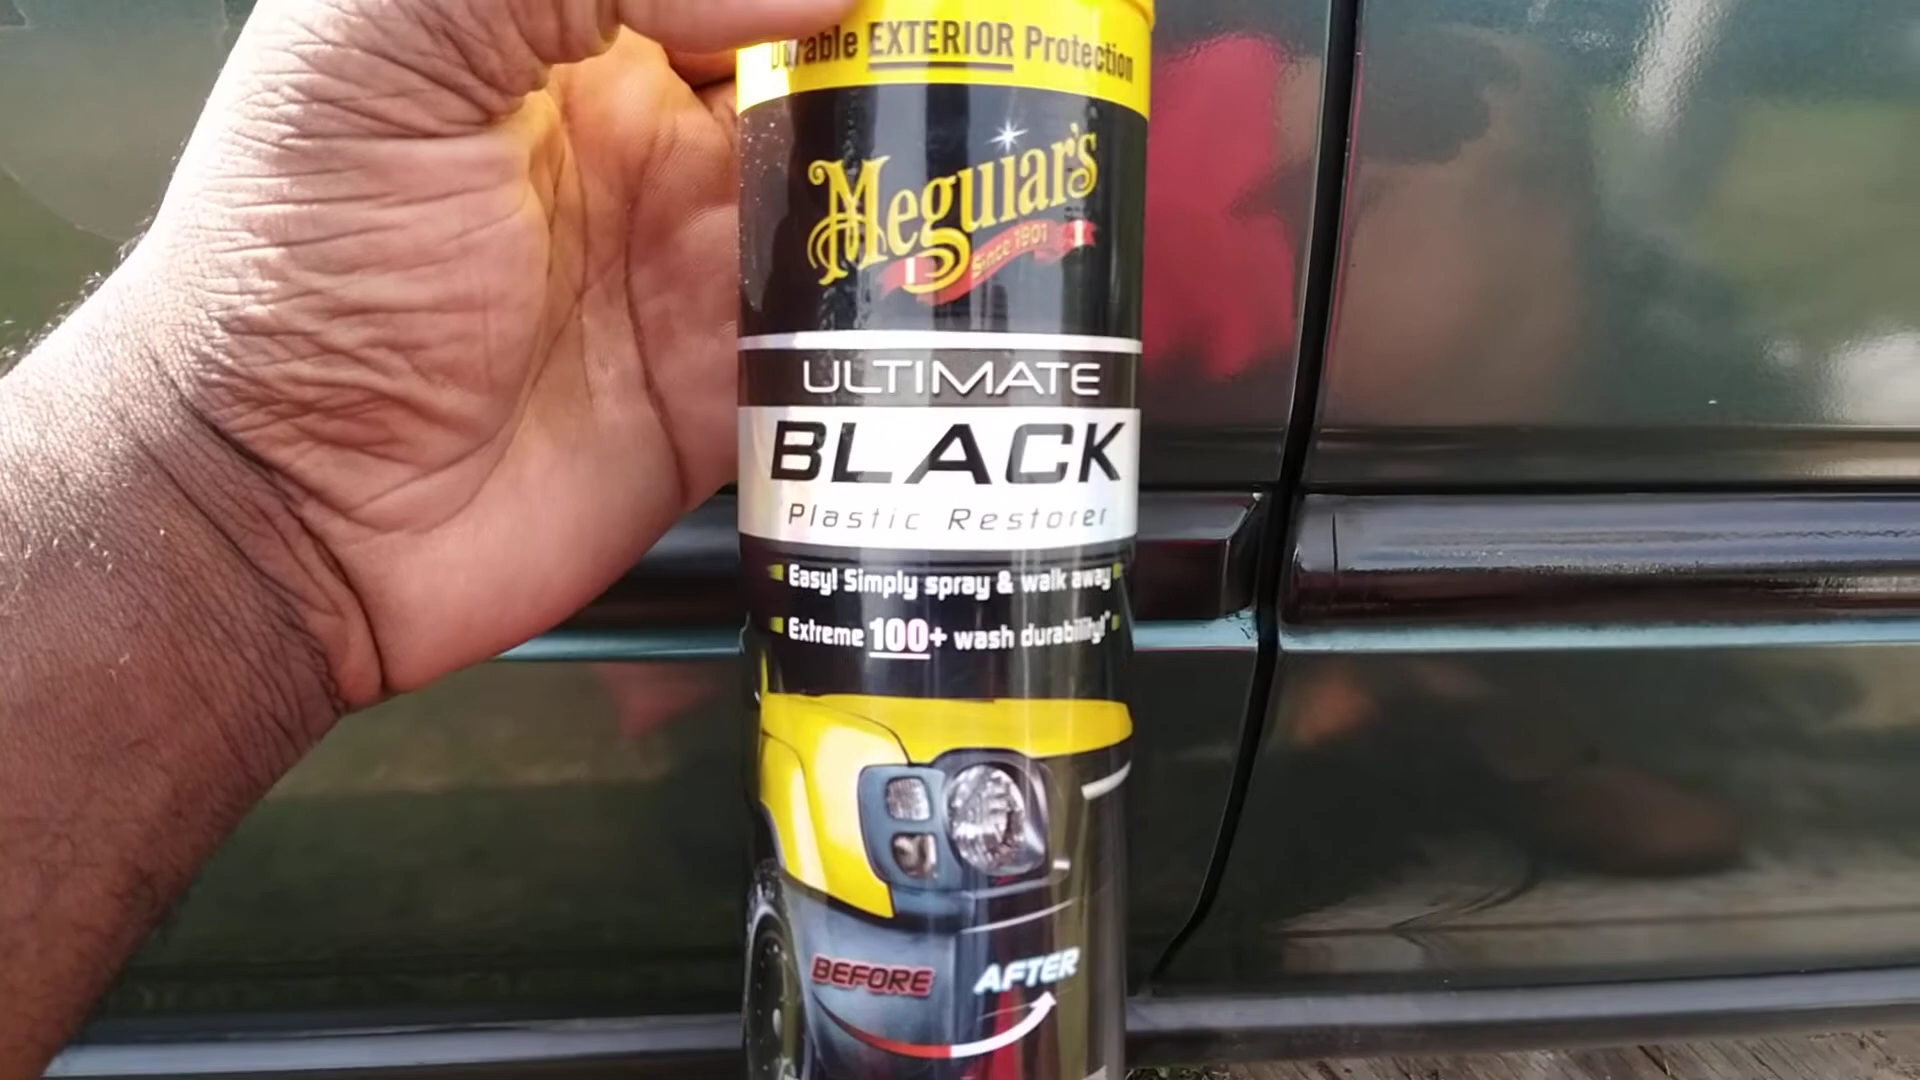 Durable EXTERIOR Protection
Meguiar's
Since 1901
ULTIMATE
BLACK
Plastic Restorer
Easy! Simply spray & walk away
Extreme 100+ wash durability!*
BEFORE AFTER